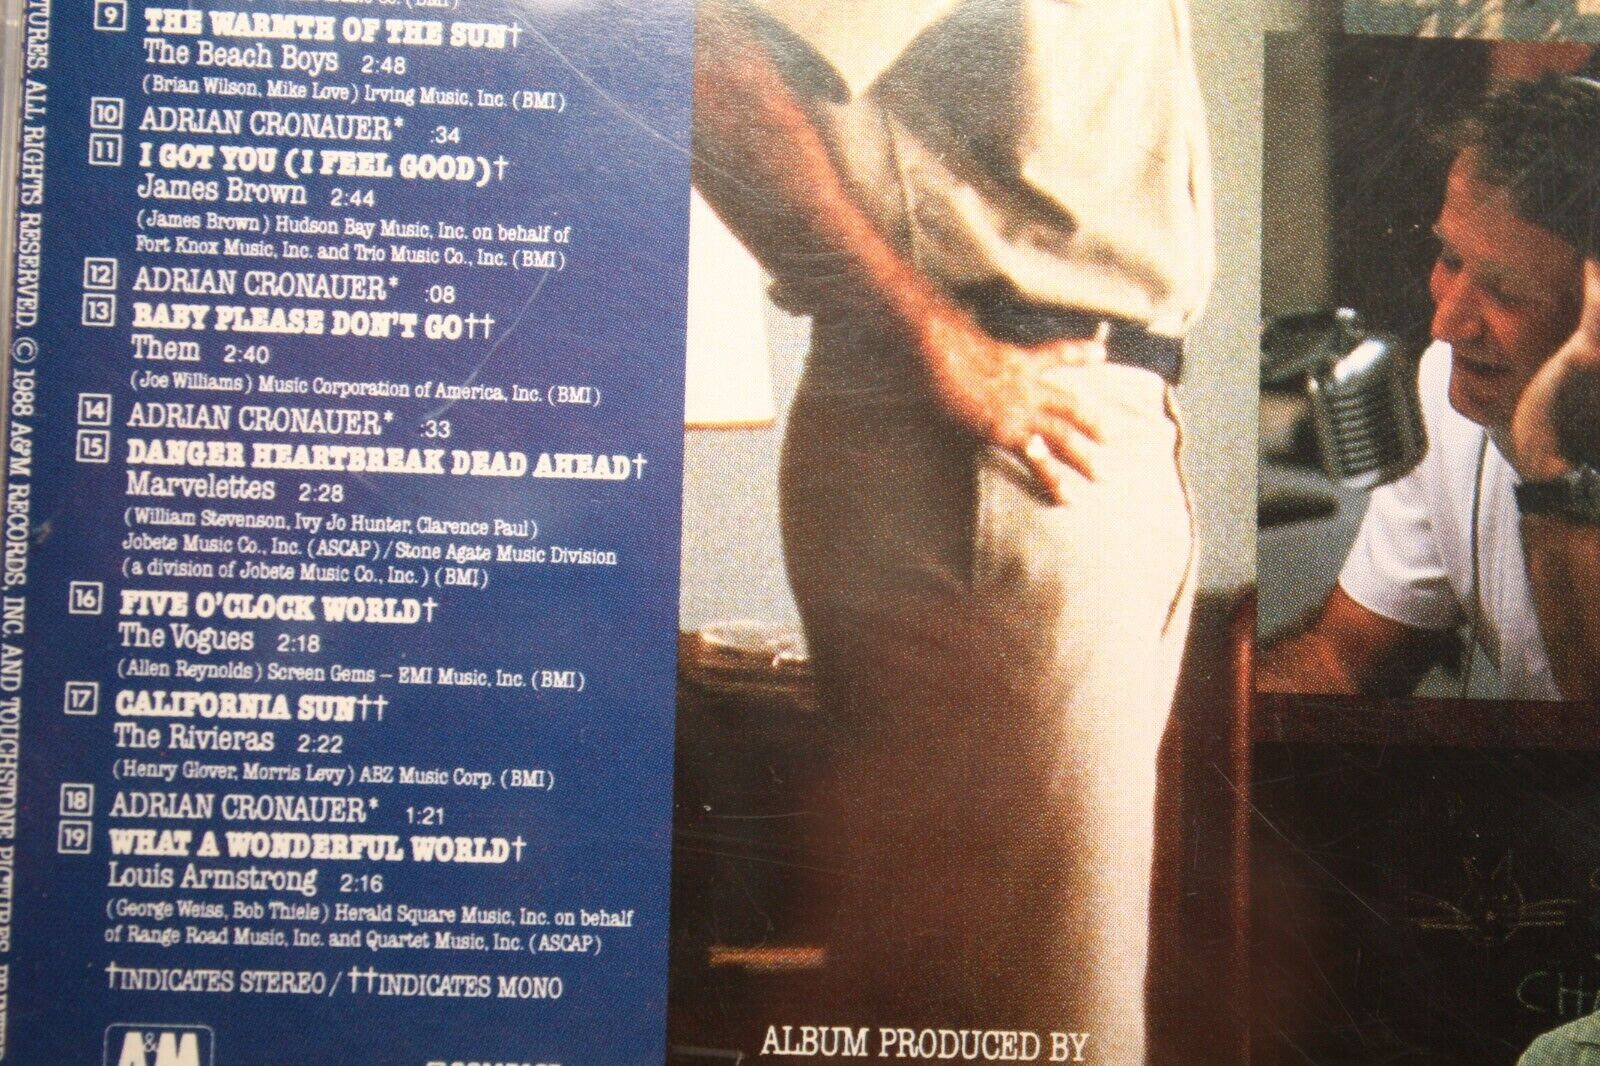 9 THE WARMTH OF THE SUN†
The Beach Boys 2:48
(Brian Wilson, Mike Love) Irving Music, Inc. (BMI)
10 ADRIAN CRONAUER* :34
11 I GOT YOU (I FEEL GOOD)†
James Brown 2:44
(James Brown) Hudson Bay Music, Inc. on behalf of
Fort Knox Music, Inc. and Trio Music Co., Inc. (BMI)
12 ADRIAN CRONAUER* :08
13 BABY PLEASE DON'T GO††
Them 2:40
(Joe Williams) Music Corporation of America, Inc. (BMI)
14 ADRIAN CRONAUER* :33
15 DANGER HEARTBREAK DEAD AHEAD†
Marvelettes 2:28
(William Stevenson, Ivy Jo Hunter, Clarence Paul)
Jobete Music Co., Inc. (ASCAP)/Stone Agate Music Division
(a division of Jobete Music Co., Inc.) (BMI)
16 FIVE O'CLOCK WORLD†
The Vogues 2:18
(Allen Reynolds) Screen Gems – EMI Music, Inc. (BMI)
17 CALIFORNIA SUN††
The Rivieras 2:22
(Henry Glover, Morris Levy) ABZ Music Corp. (BMI)
18 ADRIAN CRONAUER* 1:21
19 WHAT A WONDERFUL WORLD†
Louis Armstrong 2:16
(George Weiss, Bob Thiele) Herald Square Music, Inc. on behalf
of Range Road Music, Inc. and Quartet Music, Inc. (ASCAP)
†INDICATES STEREO/ ††INDICATES MONO
A&M
ALBUM PRODUCED BY
TURES. ALL RIGHTS RESERVED. © 1988 A&M RECORDS, INC. AND TOUCHSTONE PICTURES.